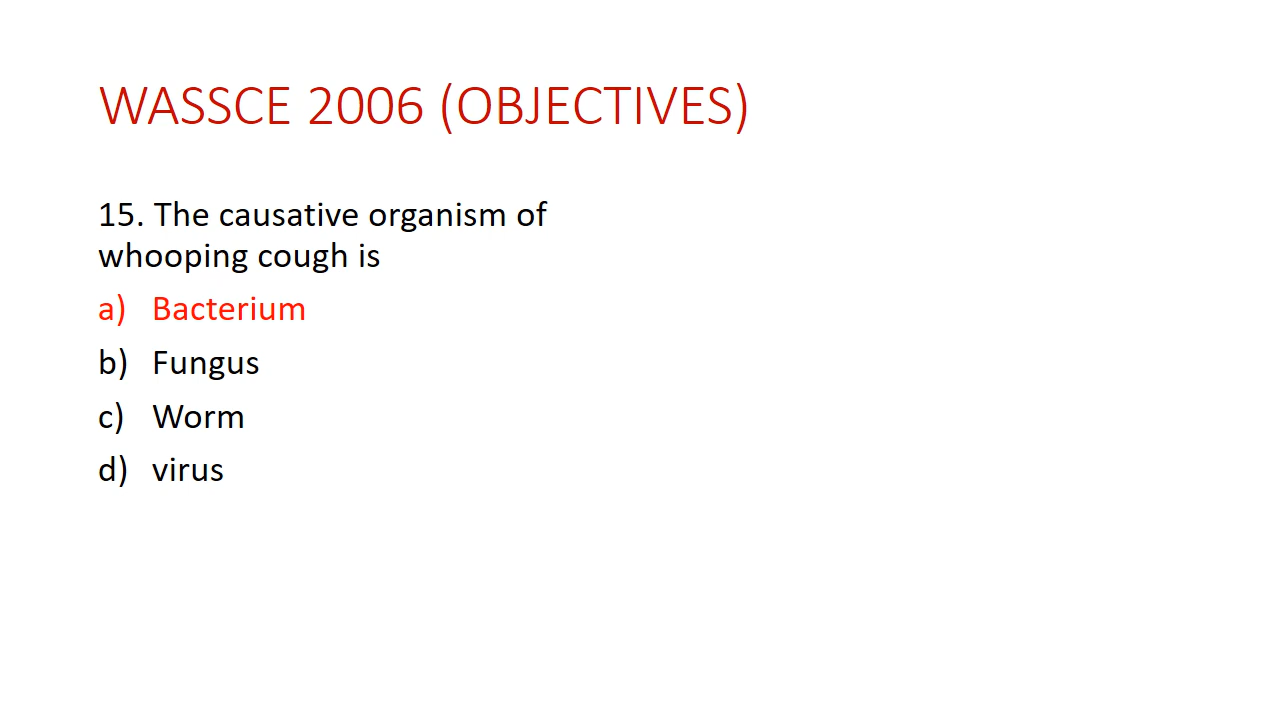 WASSCE 2006 (OBJECTIVES)
15. The causative organism of
whooping cough is
a) Bacterium
b) Fungus
c) Worm
d) virus